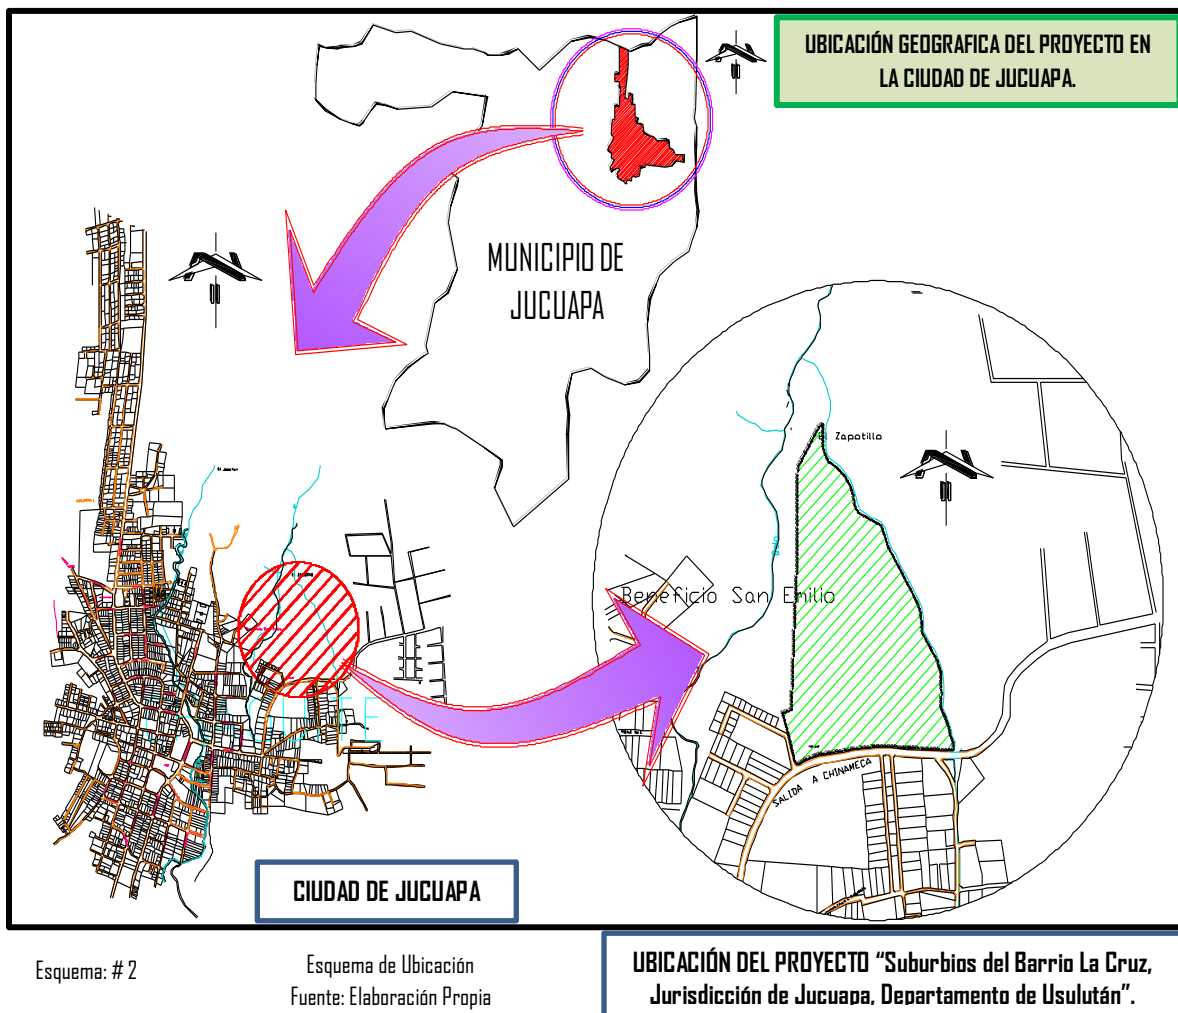 UBICACIÓN GEOGRAFICA DEL PROYECTO EN
LA CIUDAD DE JUCUAPA.
MUNICIPIO DE
JUCUAPA
El Zapatillo
Beneficio San Emilio
SALIDA A CHINAMECA
CIUDAD DE JUCUAPA
Esquema: # 2
Esquema de Ubicación
Fuente: Elaboración Propia
UBICACIÓN DEL PROYECTO “Suburbios del Barrio La Cruz,
Jurisdicción de Jucuapa, Departamento de Usulután”.